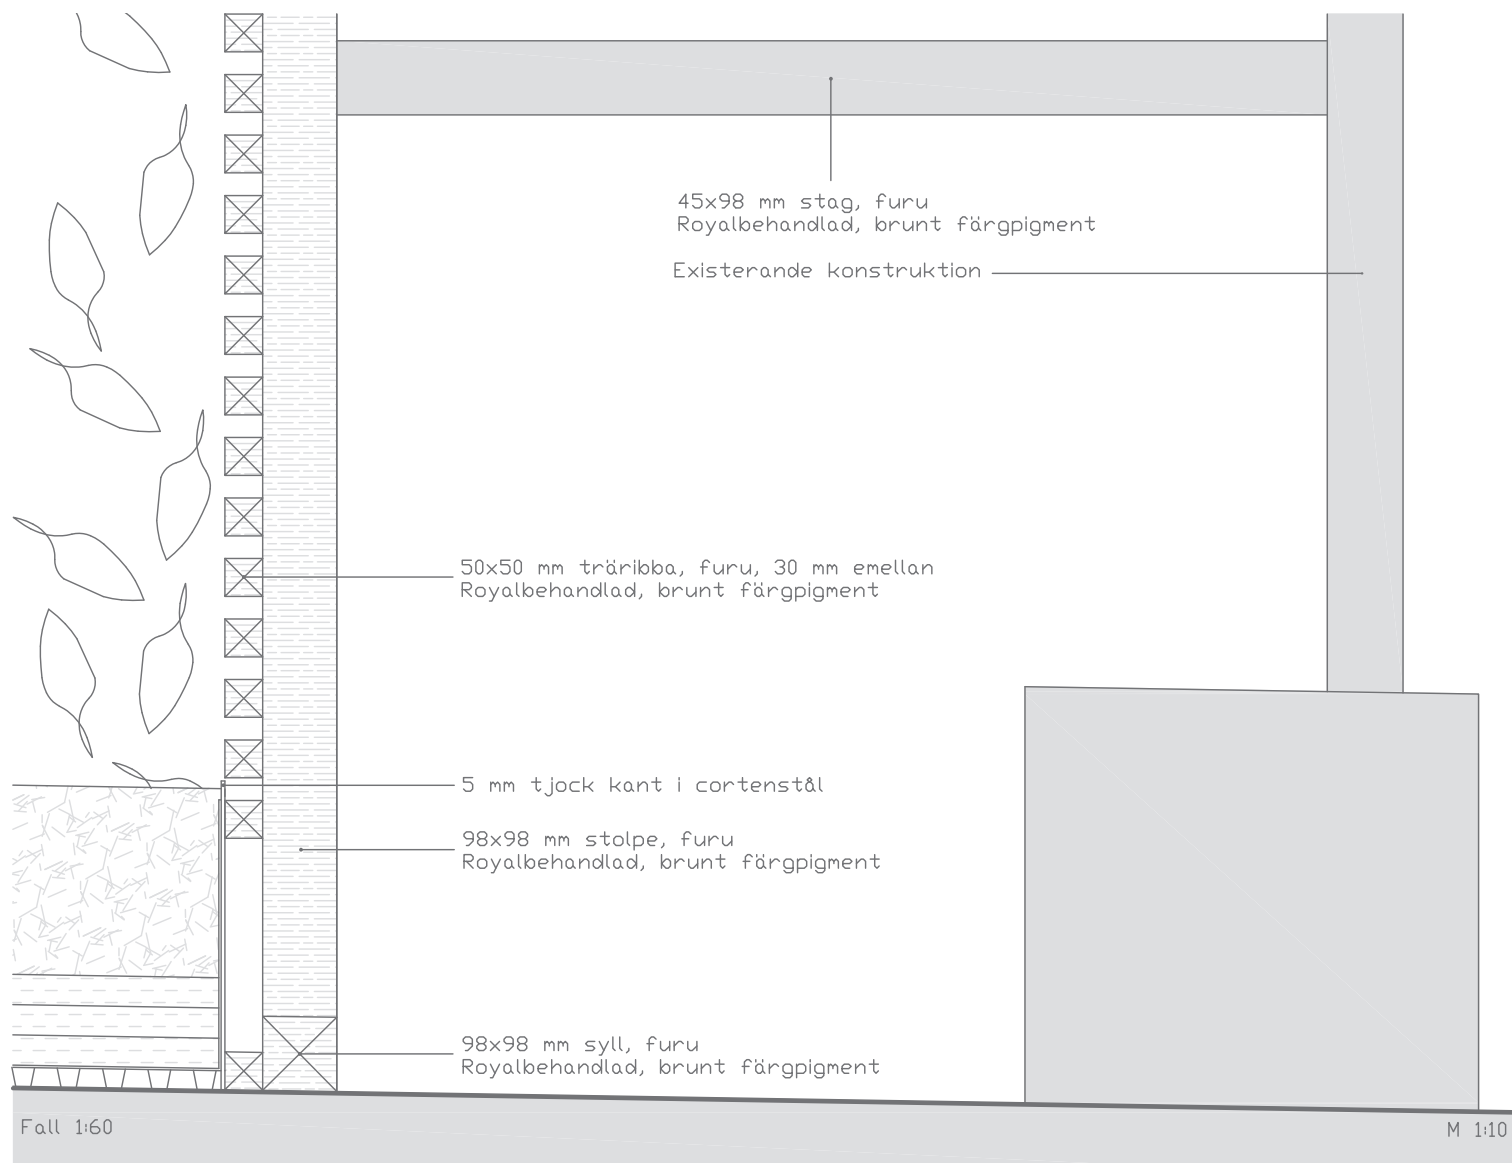 45x98 mm stag, furu
Royalbehandlad, brunt färgpigment
Existerande konstruktion
50x50 mm träribba, furu, 30 mm emellan
Royalbehandlad, brunt färgpigment
5 mm tjock kant i cortenstål
98x98 mm stolpe, furu
Royalbehandlad, brunt färgpigment
98x98 mm syll, furu
Royalbehandlad, brunt färgpigment
Fall 1:60
M 1:10